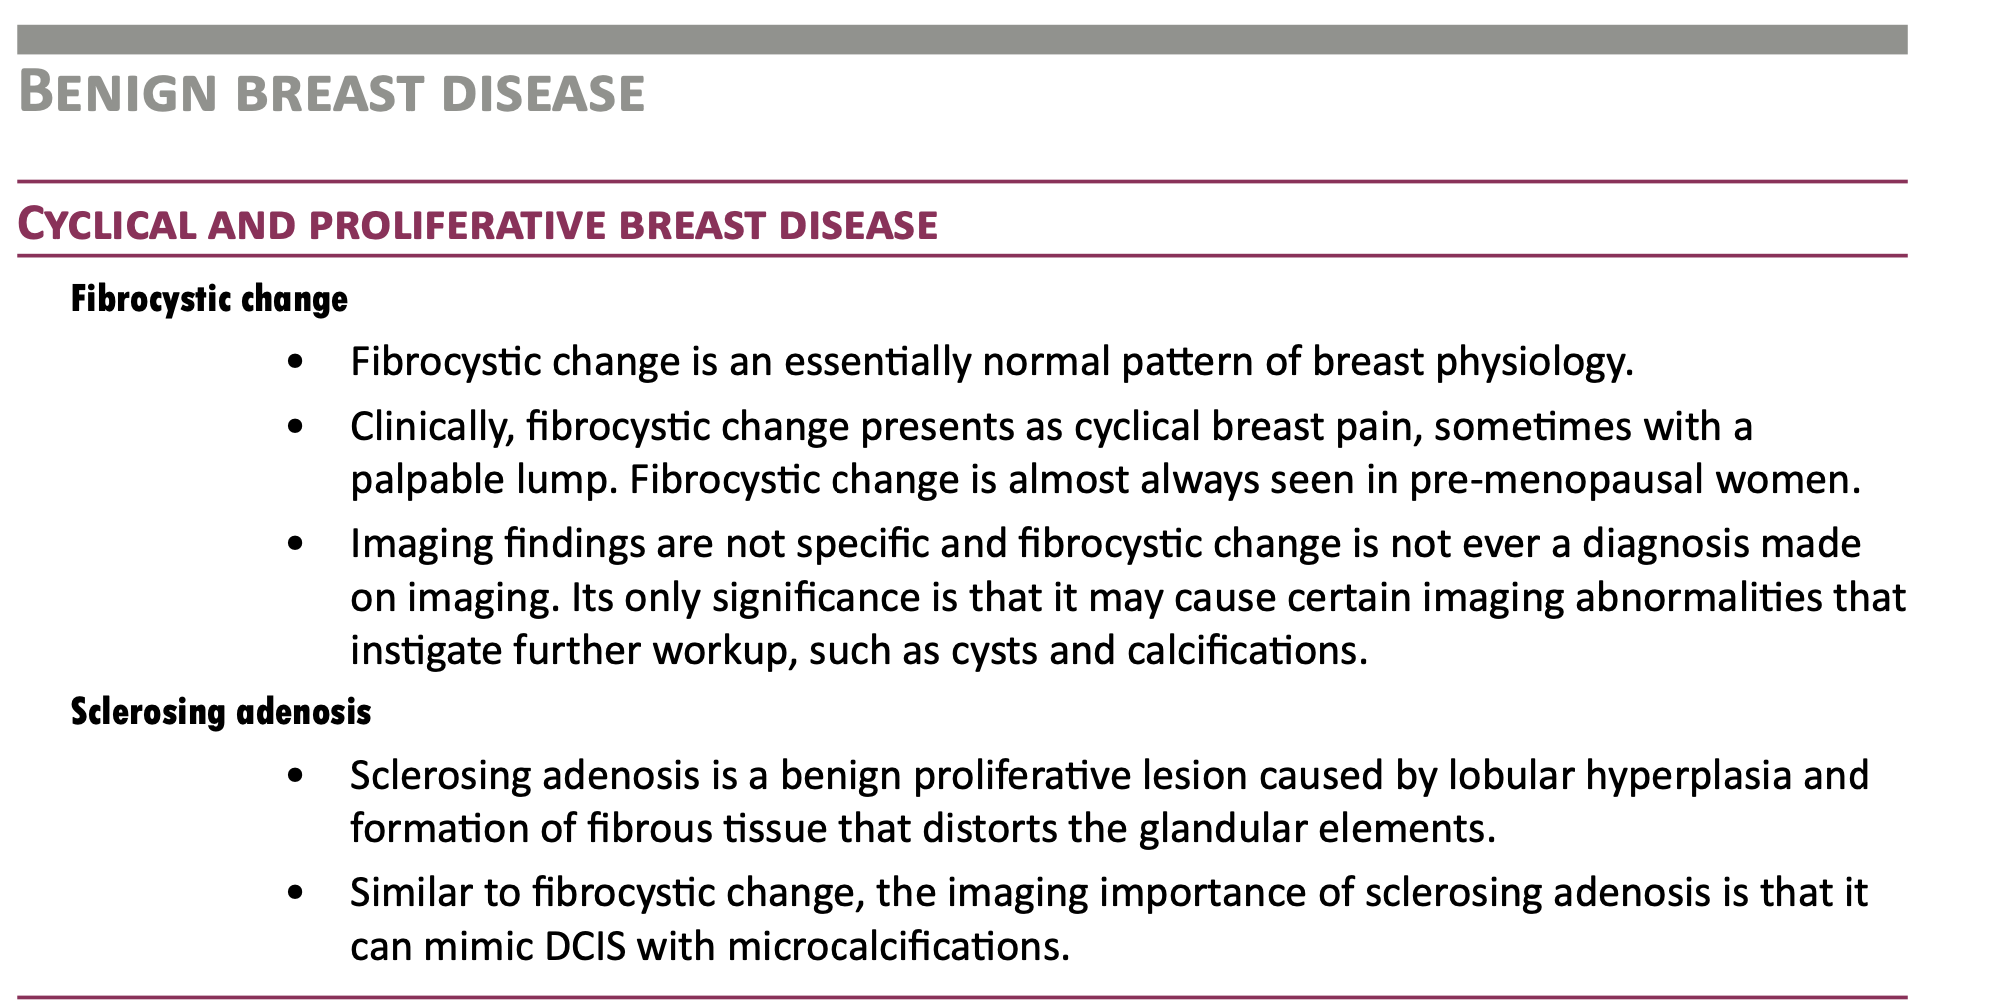 Benign breast disease
Cyclical and proliferative breast disease
Fibrocystic change
• Fibrocystic change is an essentially normal pattern of breast physiology.
• Clinically, fibrocystic change presents as cyclical breast pain, sometimes with a
palpable lump. Fibrocystic change is almost always seen in pre-menopausal women.
• Imaging findings are not specific and fibrocystic change is not ever a diagnosis made
on imaging. Its only significance is that it may cause certain imaging abnormalities that
instigate further workup, such as cysts and calcifications.
Sclerosing adenosis
• Sclerosing adenosis is a benign proliferative lesion caused by lobular hyperplasia and
formation of fibrous tissue that distorts the glandular elements.
• Similar to fibrocystic change, the imaging importance of sclerosing adenosis is that it
can mimic DCIS with microcalcifications.